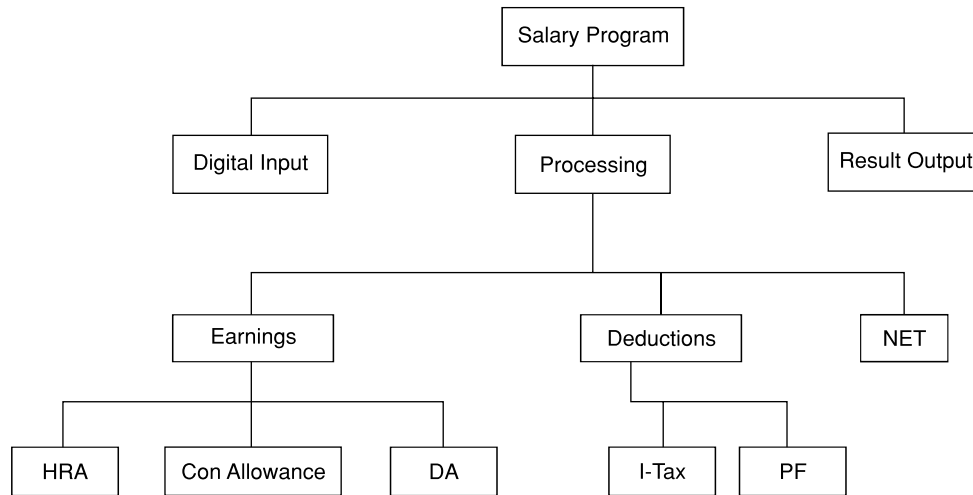 Salary Program
Digital Input
Processing
Result Output
Earnings
Deductions
NET
HRA
Con Allowance
DA
I-Tax
PF